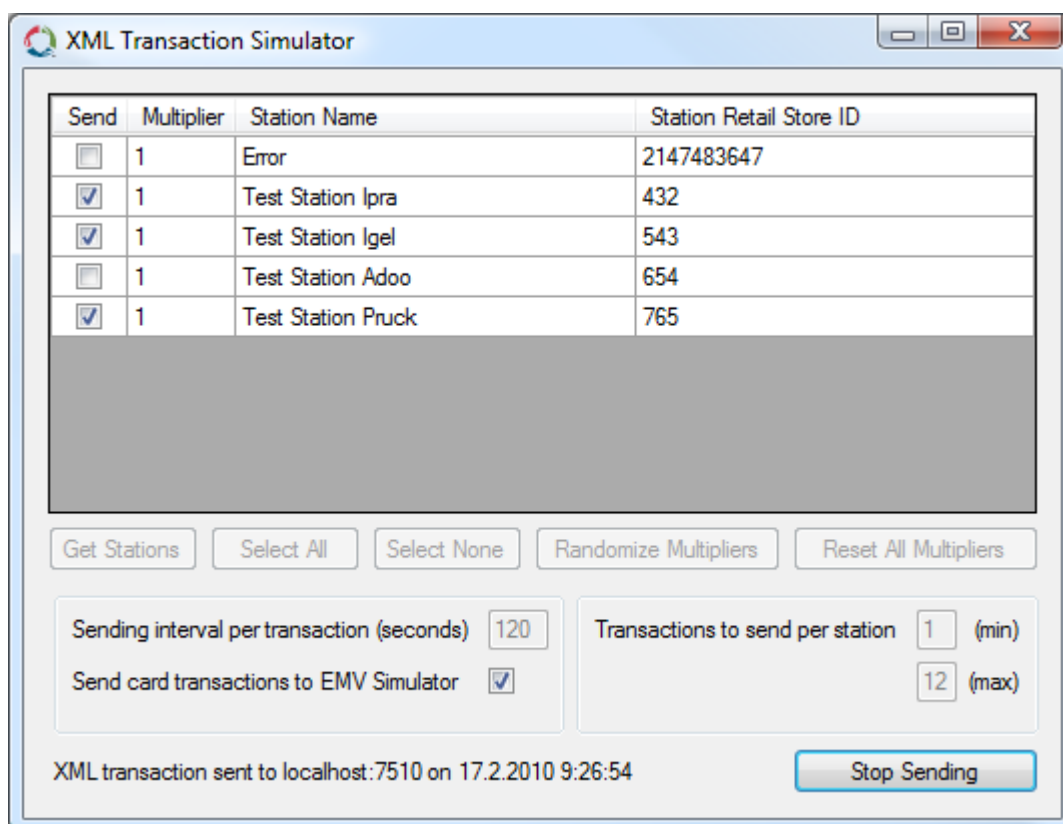 XML Transaction Simulator
Send Multiplier Station Name Station Retail Store ID
1 Error 2147483647
1 Test Station Ipra 432
1 Test Station Igel 543
1 Test Station Adoo 654
1 Test Station Pruck 765
Get Stations Select All Select None Randomize Multipliers Reset All Multipliers
Sending interval per transaction (seconds) 120 Transactions to send per station 1 (min)
Send card transactions to EMV Simulator 12 (max)
XML transaction sent to localhost:7510 on 17.2.2010 9:26:54 Stop Sending